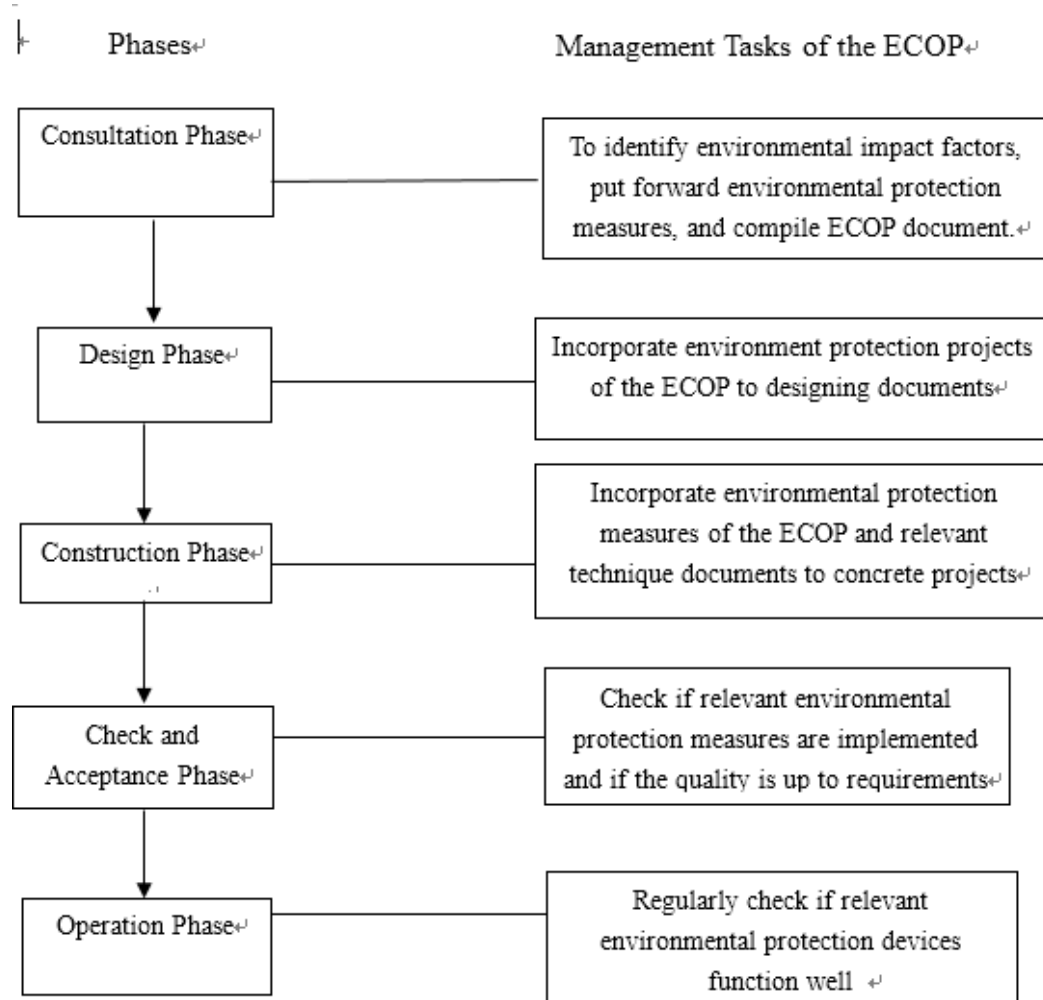 Phases
Management Tasks of the ECOP
Consultation Phase
To identify environmental impact factors,
put forward environmental protection
measures, and compile ECOP document.
Design Phase
Incorporate environment protection projects
of the ECOP to designing documents
Construction Phase
Incorporate environmental protection
measures of the ECOP and relevant
technique documents to concrete projects
Check and
Acceptance Phase
Check if relevant environmental
protection measures are implemented
and if the quality is up to requirements
Operation Phase
Regularly check if relevant
environmental protection devices
function well